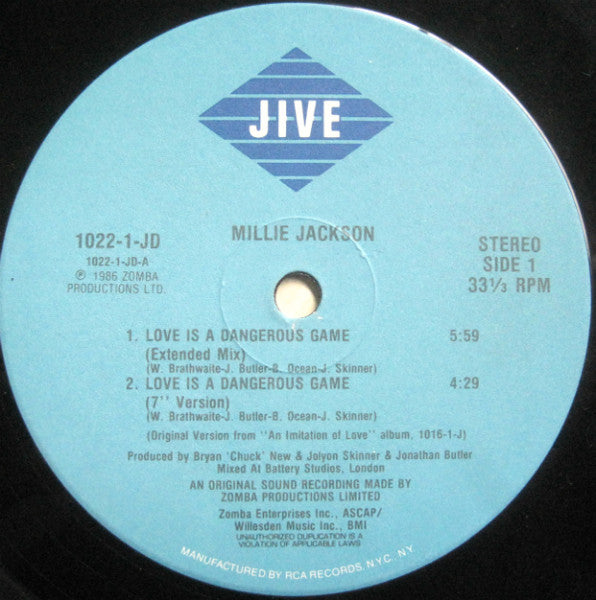 JIVE
MILLIE JACKSON
1022-1-JD
1022-1-JD-A
℗ 1986 ZOMBA
PRODUCTIONS LTD.
STEREO
SIDE 1
33⅓ RPM
1. LOVE IS A DANGEROUS GAME 5:59
(Extended Mix)
(W. Brathwaite-J. Butler-B. Ocean-J. Skinner)
2. LOVE IS A DANGEROUS GAME 4:29
(7'' Version)
(W. Brathwaite-J. Butler-B. Ocean-J. Skinner)
(Original Version from "An Imitation of Love" album, 1016-1-J)
Produced by Bryan 'Chuck' New & Jolyon Skinner & Jonathan Butler
Mixed At Battery Studios, London
AN ORIGINAL SOUND RECORDING MADE BY
ZOMBA PRODUCTIONS LIMITED
Zomba Enterprises Inc., ASCAP/
Willesden Music Inc., BMI
UNAUTHORIZED DUPLICATION IS A
VIOLATION OF APPLICABLE LAWS
MANUFACTURED BY RCA RECORDS, N.Y.C., N.Y.